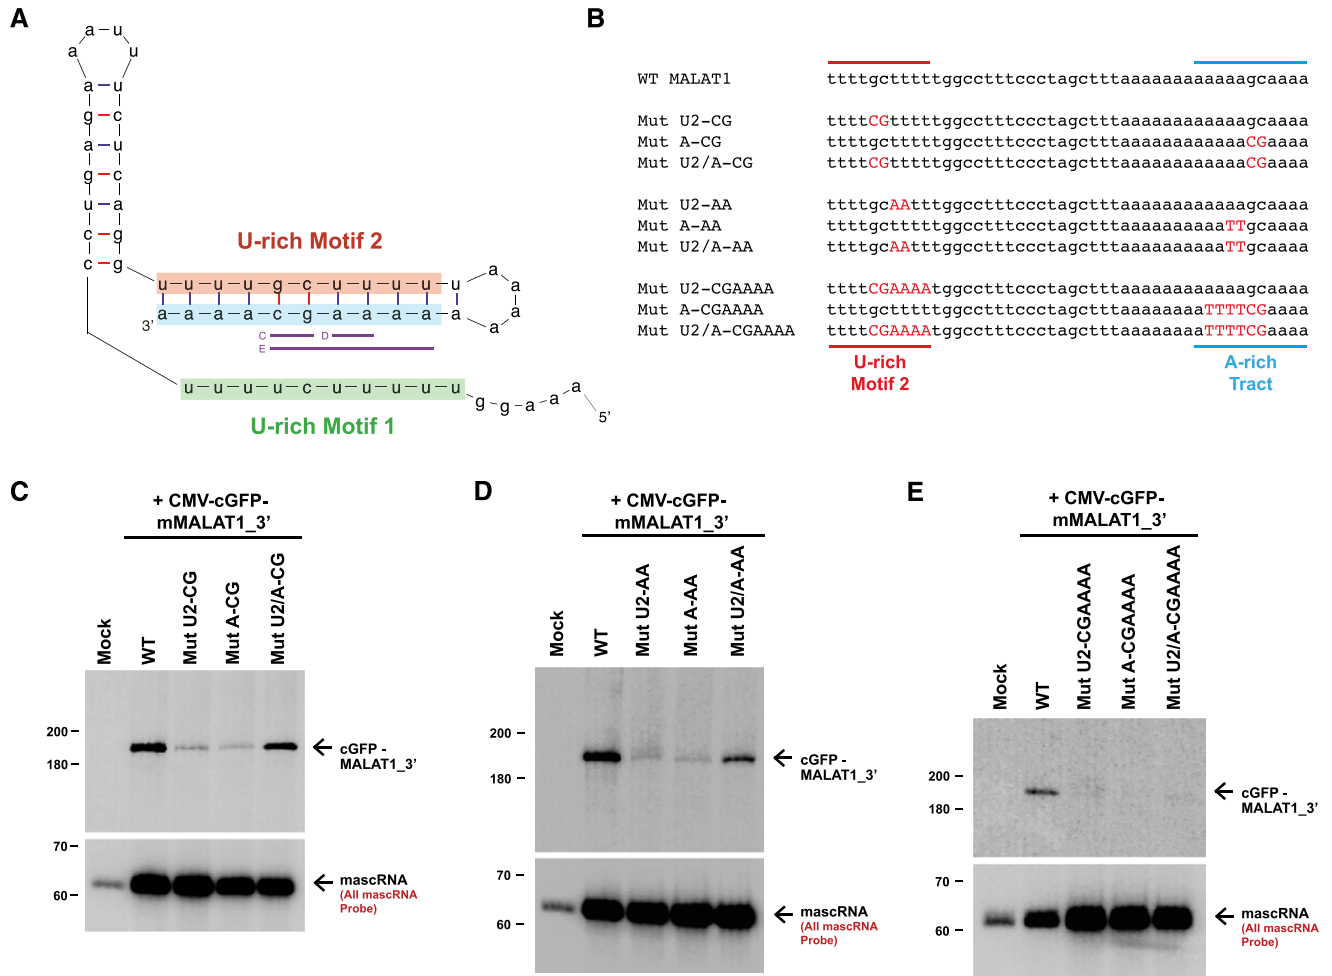 A
a a u u a
a u
g c
a u
g c
u a
c g
c g
U-rich Motif 2
u u u u g c u u u u u a a a a
3' a a a a c g a a a a a
C D
E
u u u u c u u u u u g g a a a
5'
U-rich Motif 1
B
WT MALAT1 ttttgctttttggcctttccctagctttaaaaaaaaaaaagcaaaa
Mut U2-CG ttttCGtttttggcctttccctagctttaaaaaaaaaaaagcaaaa
Mut A-CG ttttgctttttggcctttccctagctttaaaaaaaaaaaaCGaaaa
Mut U2/A-CG ttttCGtttttggcctttccctagctttaaaaaaaaaaaaCGaaaa
Mut U2-AA ttttgcAAtttggcctttccctagctttaaaaaaaaaaaagcaaaa
Mut A-AA ttttgctttttggcctttccctagctttaaaaaaaaaaTTgcaaaa
Mut U2/A-AA ttttgcAAtttggcctttccctagctttaaaaaaaaaaTTgcaaaa
Mut U2-CGAAAA ttttCGAAAAtggcctttccctagctttaaaaaaaaaaaagcaaaa
Mut A-CGAAAA ttttgctttttggcctttccctagctttaaaaaaaaTTTTCGaaaa
Mut U2/A-CGAAAA ttttCGAAAAtggcctttccctagctttaaaaaaaaTTTTCGaaaa
U-rich Motif 2
A-rich Tract
C
+ CMV-cGFP-
mMALAT1_3'
Mock WT Mut U2-CG Mut A-CG Mut U2/A-CG
200
180
cGFP -
MALAT1_3'
70
60
mascRNA
(All mascRNA
Probe)
D
+ CMV-cGFP-
mMALAT1_3'
Mock WT Mut U2-AA Mut A-AA Mut U2/A-AA
200
180
cGFP -
MALAT1_3'
70
60
mascRNA
(All mascRNA
Probe)
E
+ CMV-cGFP-
mMALAT1_3'
Mock WT Mut U2-CGAAAA Mut A-CGAAAA Mut U2/A-CGAAAA
200
180
cGFP -
MALAT1_3'
70
60
mascRNA
(All mascRNA
Probe)